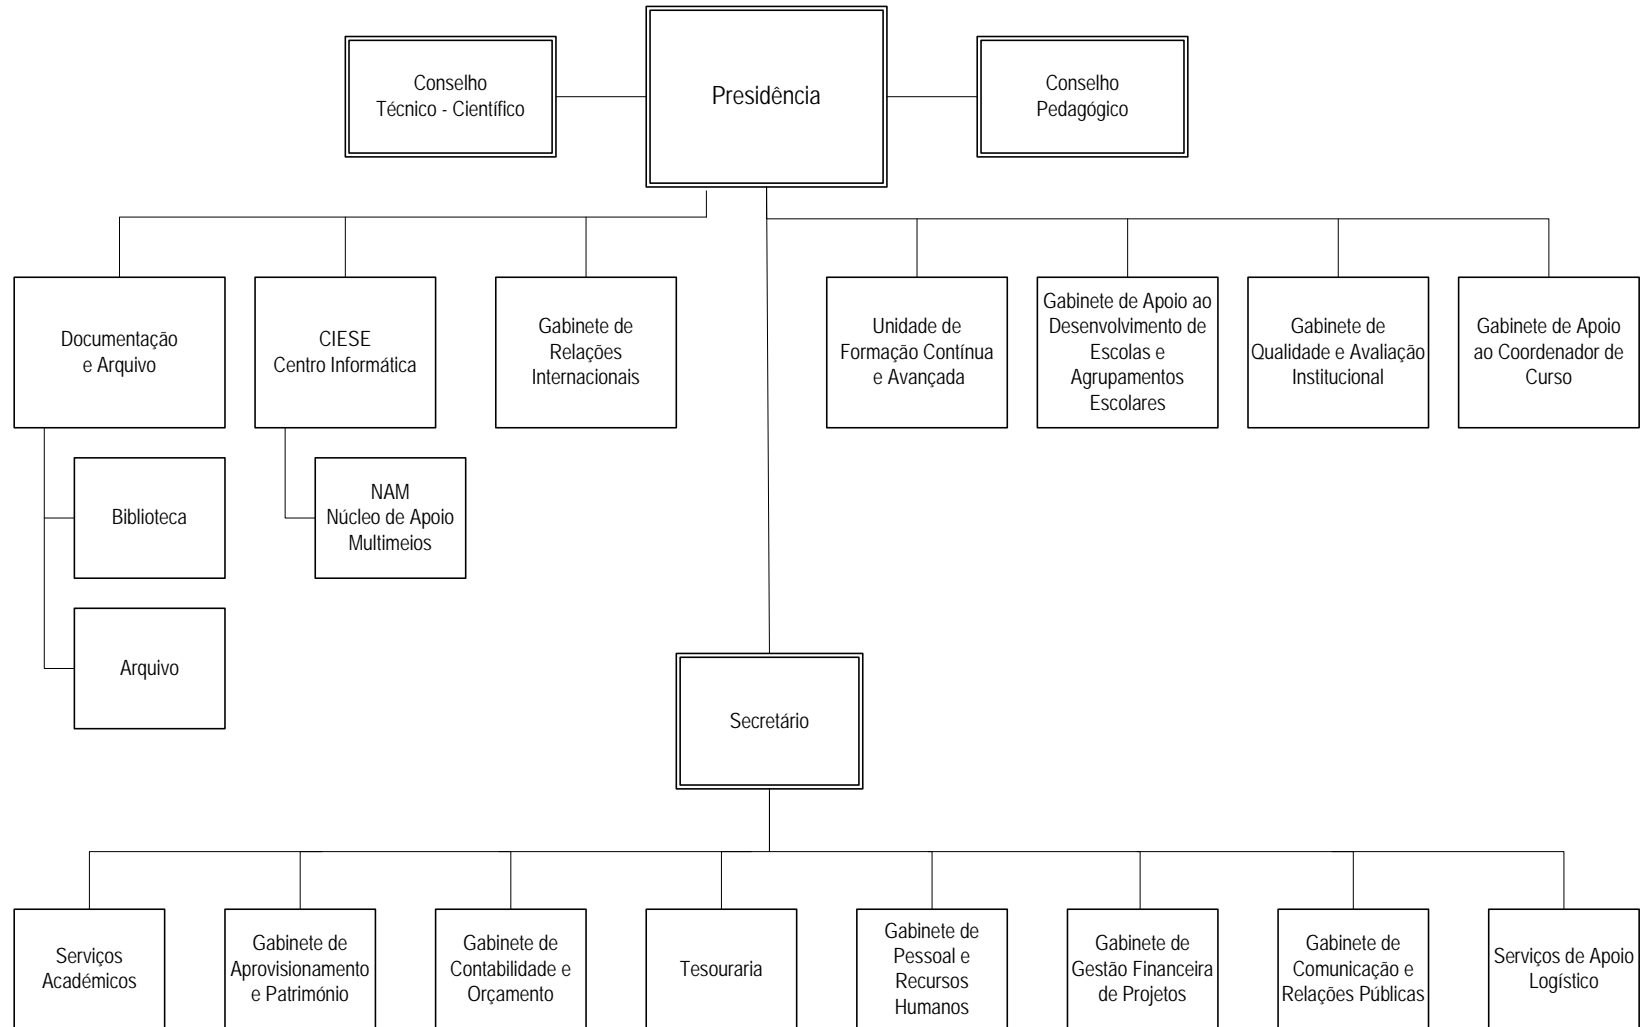 Conselho
Técnico - Científico
Presidência
Conselho
Pedagógico
Documentação
e Arquivo
CIESE
Centro Informática
Gabinete de
Relações
Internacionais
Unidade de
Formação Contínua
e Avançada
Gabinete de Apoio ao
Desenvolvimento de
Escolas e
Agrupamentos
Escolares
Gabinete de
Qualidade e Avaliação
Institucional
Gabinete de Apoio
ao Coordenador de
Curso
Biblioteca
NAM
Núcleo de Apoio
Multimeios
Arquivo
Secretário
Serviços
Académicos
Gabinete de
Aprovisionamento
e Património
Gabinete de
Contabilidade e
Orçamento
Tesouraria
Gabinete de
Pessoal e
Recursos
Humanos
Gabinete de
Gestão Financeira
de Projetos
Gabinete de
Comunicação e
Relações Públicas
Serviços de Apoio
Logístico